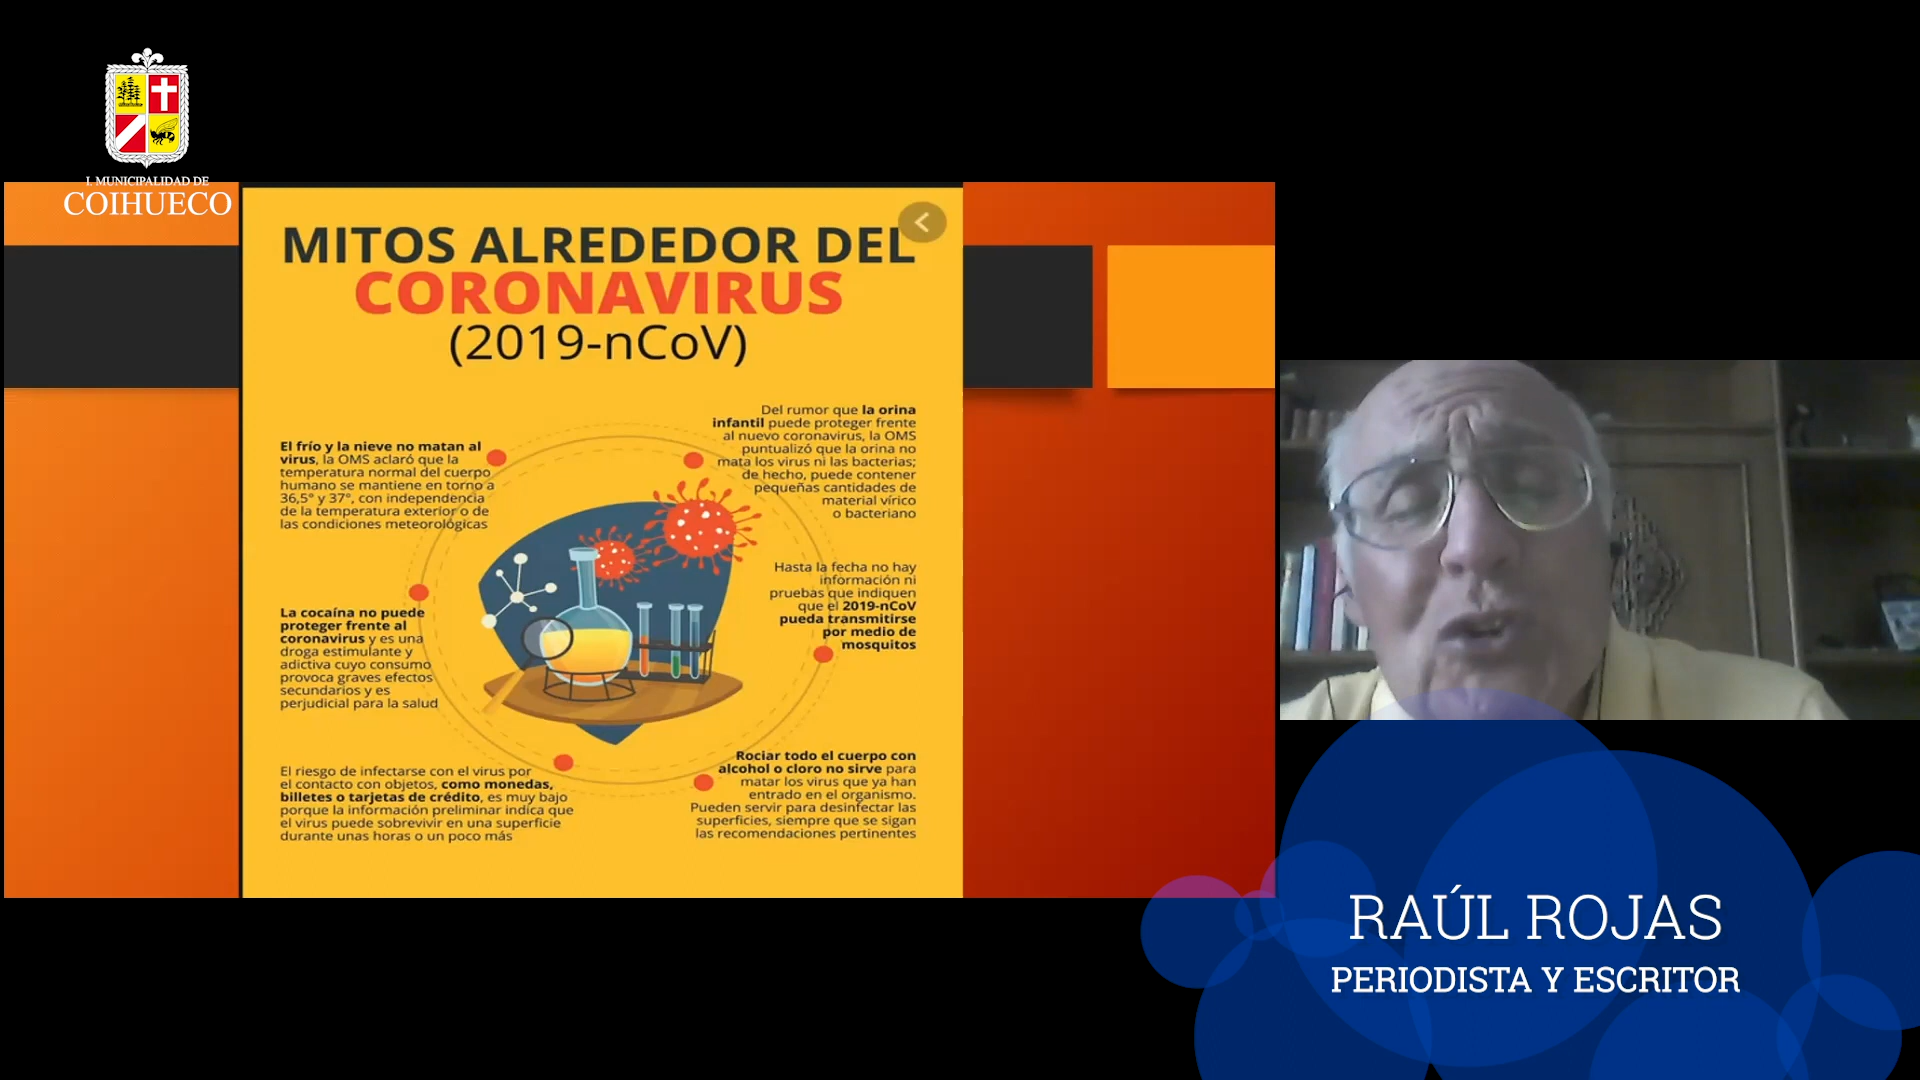 I. MUNICIPALIDAD DE
COIHUECO
MITOS ALREDEDOR DEL
CORONAVIRUS
(2019-nCoV)
El frío y la nieve no matan al
virus, la OMS aclaró que la
temperatura normal del cuerpo
humano se mantiene en torno a
36,5° y 37°, con independencia
de la temperatura exterior o de
las condiciones meteorológicas
La cocaína no puede
proteger frente al
coronavirus y es una
droga estimulante y
adictiva cuyo consumo
provoca graves efectos
secundarios y es
perjudicial para la salud
El riesgo de infectarse con el virus por
el contacto con objetos, como monedas,
billetes o tarjetas de crédito, es muy bajo
porque la información preliminar indica que
el virus puede sobrevivir en una superficie
durante unas horas o un poco más
Del rumor que la orina
infantil puede proteger frente
al nuevo coronavirus, la OMS
puntualizó que la orina no
mata los virus ni las bacterias;
de hecho, puede contener
pequeñas cantidades de
material vírico
o bacteriano
Hasta la fecha no hay
información ni
pruebas que indiquen
que el 2019-nCoV
pueda transmitirse
por medio de
mosquitos
Rociar todo el cuerpo con
alcohol o cloro no sirve para
matar los virus que ya han
entrado en el organismo.
Pueden servir para desinfectar las
superficies, siempre que se sigan
las recomendaciones pertinentes
RAÚL ROJAS
PERIODISTA Y ESCRITOR